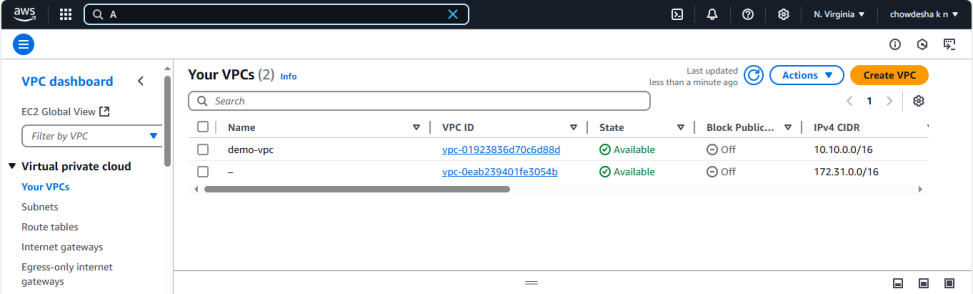 aws A N. Virginia ▼ chowdesha k n ▼
VPC dashboard
EC2 Global View
Filter by VPC
Virtual private cloud
Your VPCs
Subnets
Route tables
Internet gateways
Egress-only internet
gateways
Your VPCs (2) Info
Last updated
less than a minute ago
Actions ▼
Create VPC
Search
1
Name VPC ID State Block Public... IPv4 CIDR
demo-vpc vpc-01923836d70c6d88d Available Off 10.10.0.0/16
– vpc-0eab239401fe3054b Available Off 172.31.0.0/16